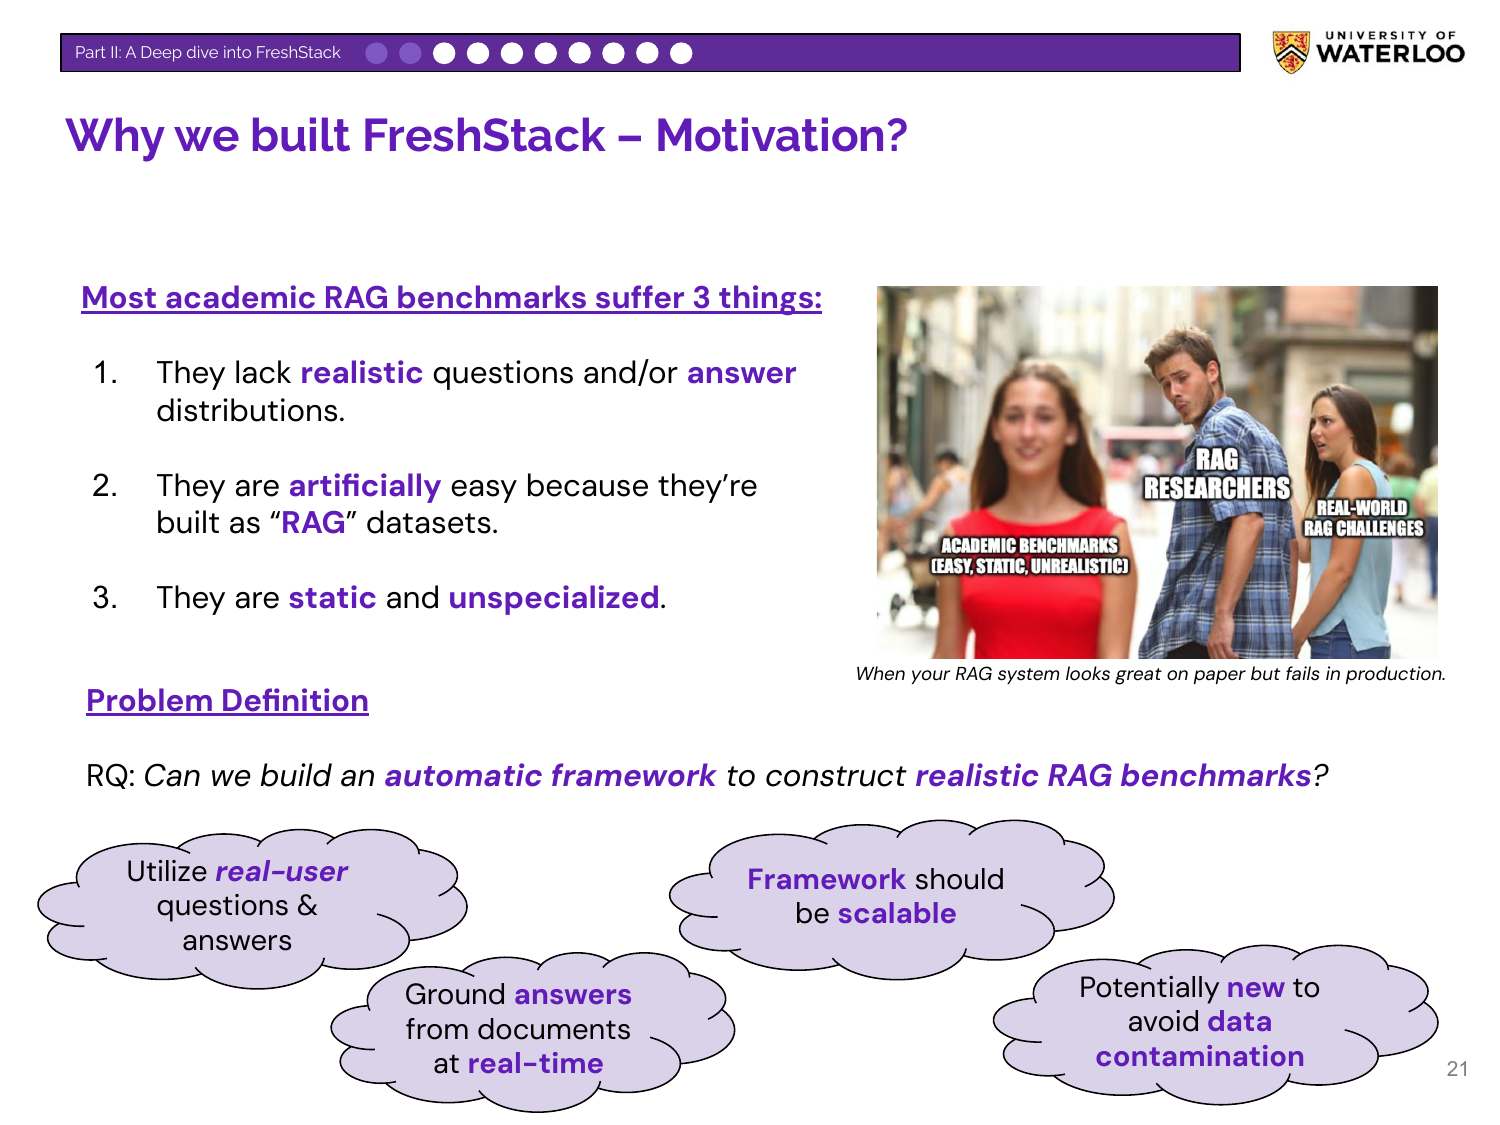 Part II: A Deep dive into FreshStack
UNIVERSITY OF
WATERLOO
Why we built FreshStack – Motivation?
Most academic RAG benchmarks suffer 3 things:
1. They lack realistic questions and/or answer
distributions.
2. They are artificially easy because they’re
built as “RAG” datasets.
3. They are static and unspecialized.
RAG
RESEARCHERS
REAL-WORLD
RAG CHALLENGES
ACADEMIC BENCHMARKS
(EASY, STATIC, UNREALISTIC)
When your RAG system looks great on paper but fails in production.
Problem Definition
RQ: Can we build an automatic framework to construct realistic RAG benchmarks?
Utilize real-user
questions &
answers
Ground answers
from documents
at real-time
Framework should
be scalable
Potentially new to
avoid data
contamination
21